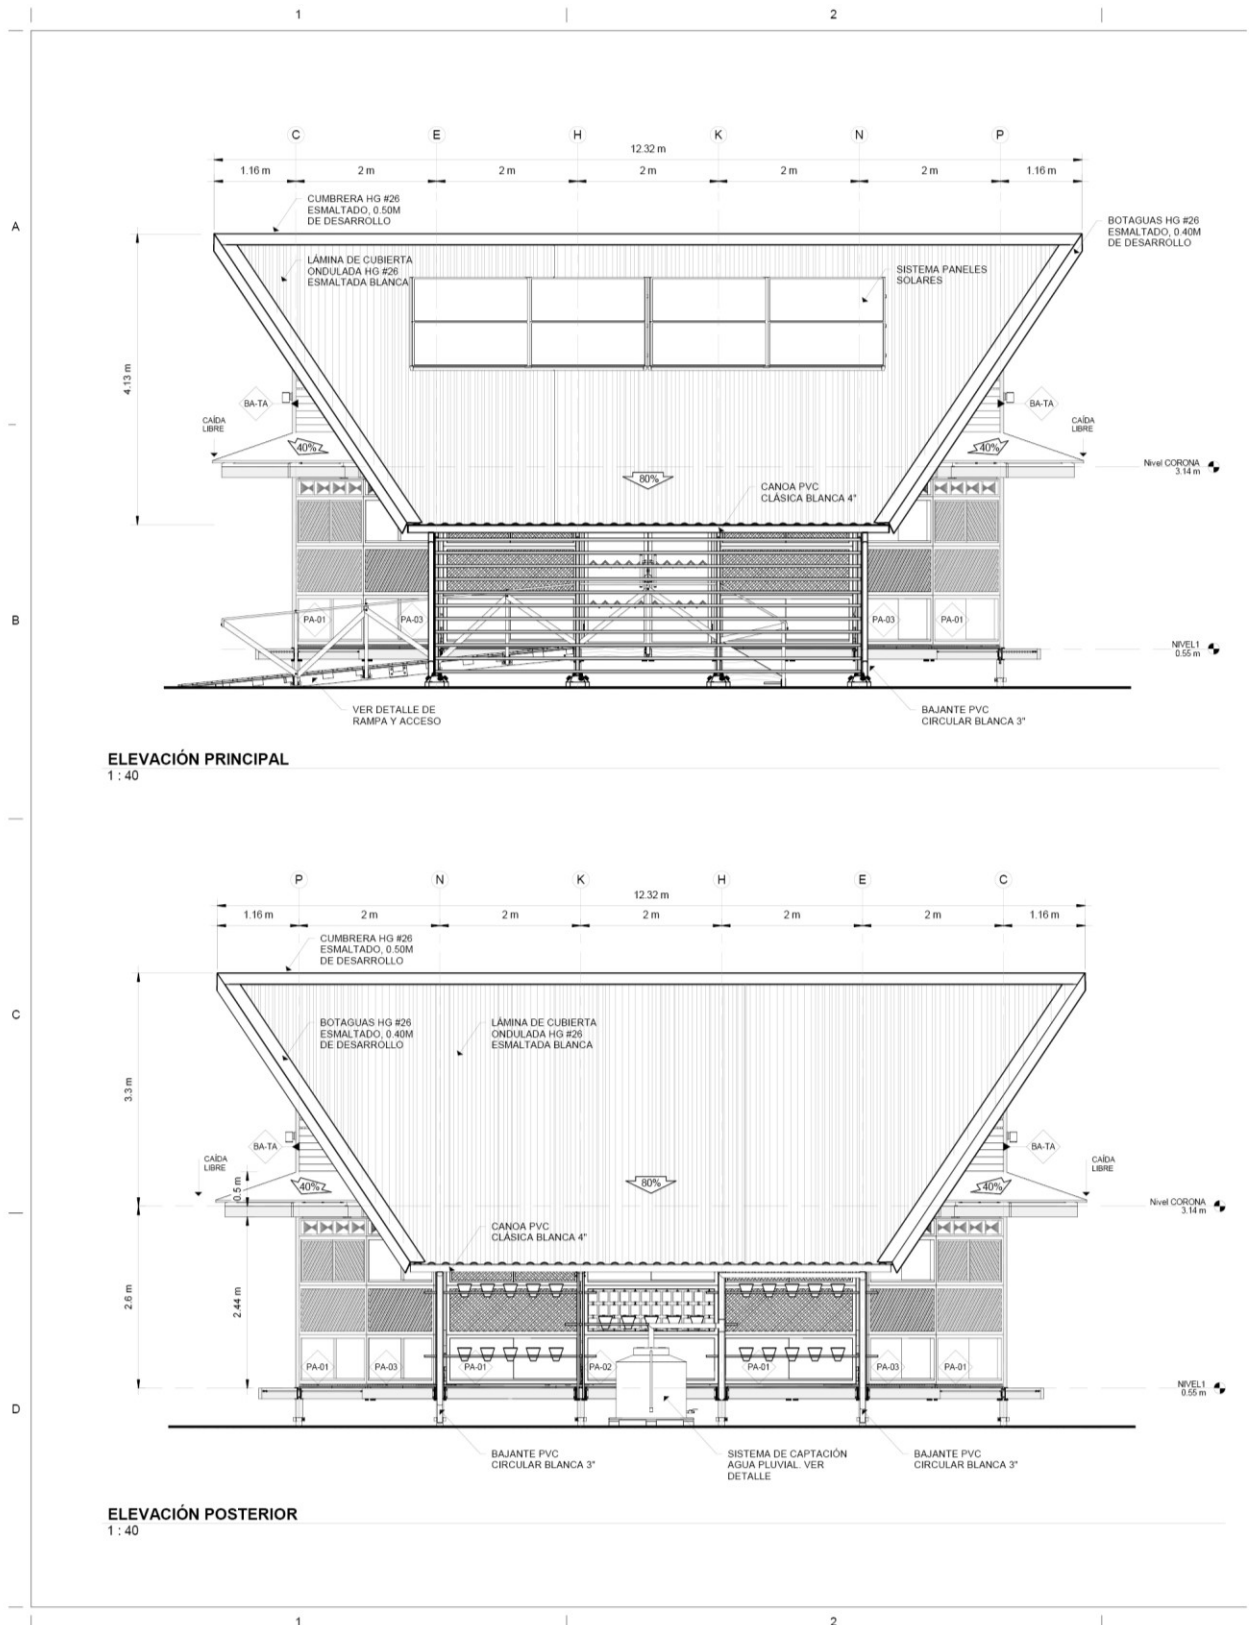 1 2
C E H K N P
12.32 m
1.16 m 2 m 2 m 2 m 2 m 2 m 1.16 m
CUMBRERA HG #26
ESMALTADO, 0.50M
DE DESARROLLO
A
BOTAGUAS HG #26
ESMALTADO, 0.40M
DE DESARROLLO
LÁMINA DE CUBIERTA
ONDULADA HG #26
ESMALTADA BLANCA
SISTEMA PANELES
SOLARES
4.13 m
BA-TA BA-TA
CAÍDA
LIBRE
CAÍDA
LIBRE
40% 40%
Nivel CORONA
3.14 m
80%
CANOA PVC
CLÁSICA BLANCA 4"
B
PA-01 PA-03 PA-03 PA-01
NIVEL1
0.55 m
VER DETALLE DE
RAMPA Y ACCESO
BAJANTE PVC
CIRCULAR BLANCA 3"
ELEVACIÓN PRINCIPAL
1 : 40
P N K H E C
12.32 m
1.16 m 2 m 2 m 2 m 2 m 2 m 1.16 m
CUMBRERA HG #26
ESMALTADO, 0.50M
DE DESARROLLO
C
BOTAGUAS HG #26
ESMALTADO, 0.40M
DE DESARROLLO
LÁMINA DE CUBIERTA
ONDULADA HG #26
ESMALTADA BLANCA
3.3 m
BA-TA BA-TA
CAÍDA
LIBRE
CAÍDA
LIBRE
0.5 m
40% 80% 40%
Nivel CORONA
3.14 m
CANOA PVC
CLÁSICA BLANCA 4"
2.6 m
2.44 m
PA-01 PA-03 PA-01 PA-02 PA-01 PA-03 PA-01
NIVEL1
0.55 m
D
BAJANTE PVC
CIRCULAR BLANCA 3"
SISTEMA DE CAPTACIÓN
AGUA PLUVIAL. VER
DETALLE
BAJANTE PVC
CIRCULAR BLANCA 3"
ELEVACIÓN POSTERIOR
1 : 40
1 2